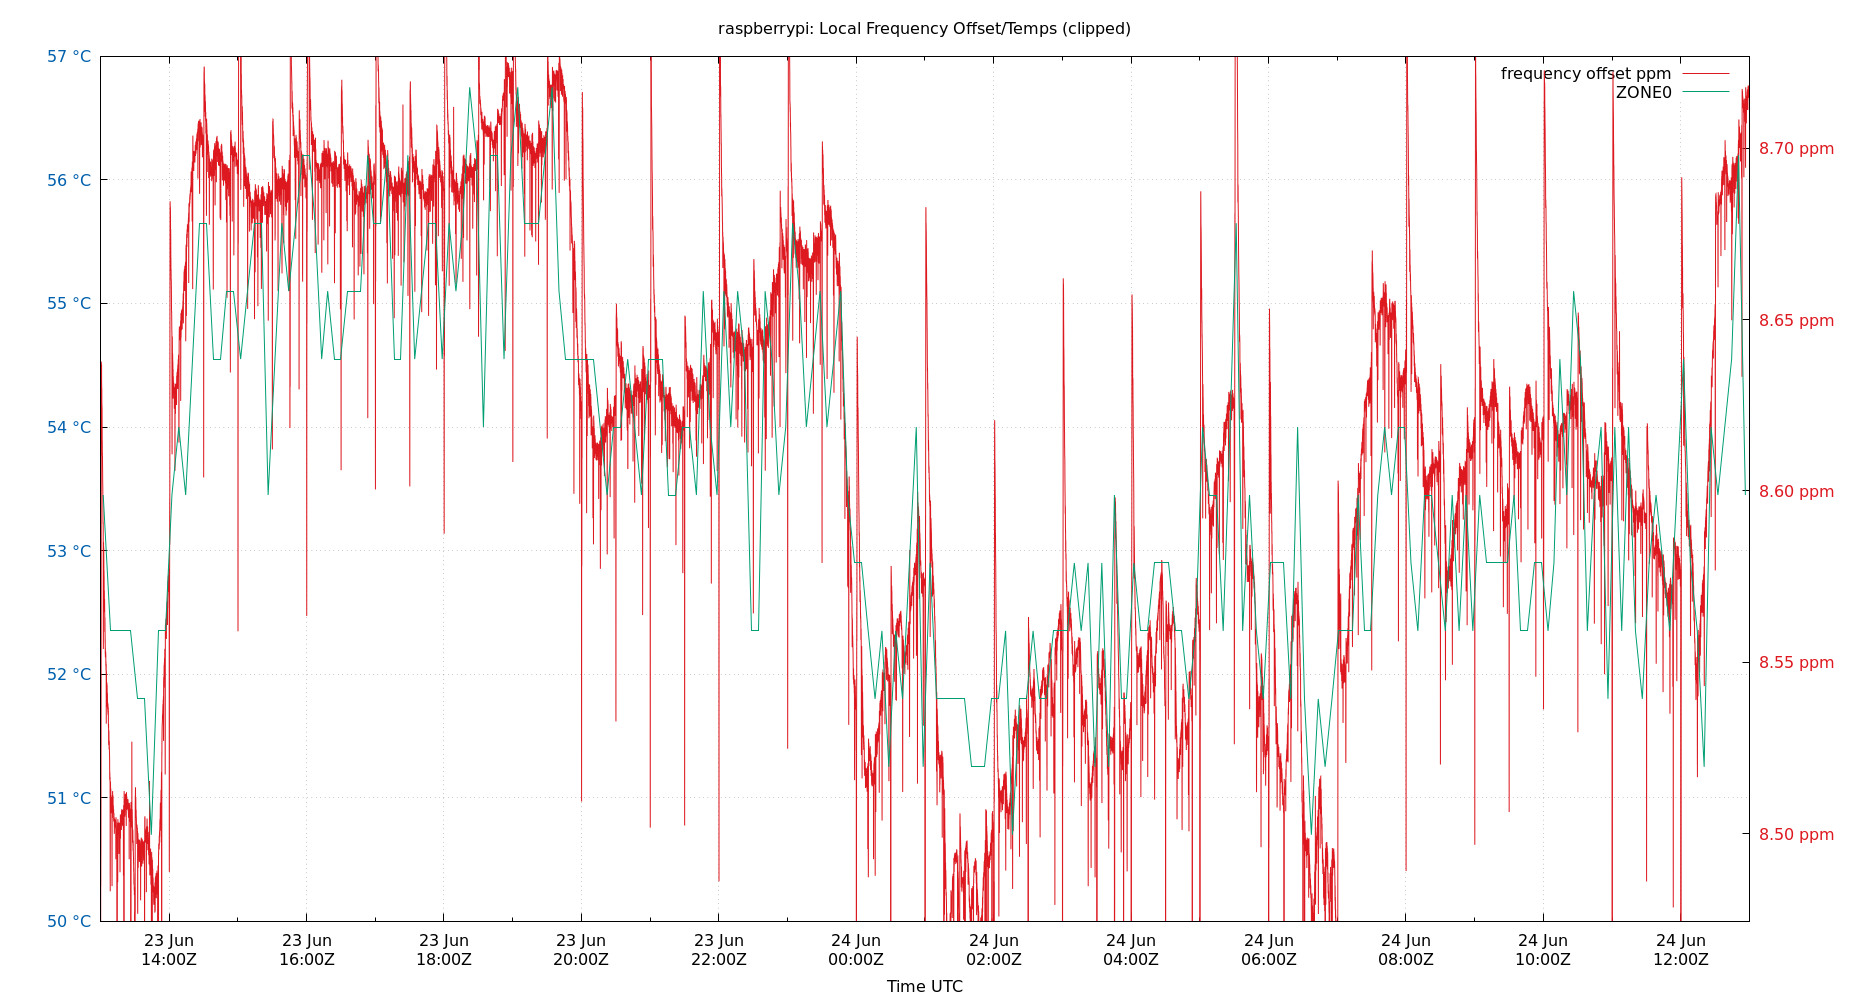 raspberrypi: Local Frequency Offset/Temps (clipped)
frequency offset ppm
ZONE0
57 °C
56 °C
55 °C
54 °C
53 °C
52 °C
51 °C
50 °C
8.70 ppm
8.65 ppm
8.60 ppm
8.55 ppm
8.50 ppm
23 Jun
14:00Z
23 Jun
16:00Z
23 Jun
18:00Z
23 Jun
20:00Z
23 Jun
22:00Z
24 Jun
00:00Z
24 Jun
02:00Z
24 Jun
04:00Z
24 Jun
06:00Z
24 Jun
08:00Z
24 Jun
10:00Z
24 Jun
12:00Z
Time UTC